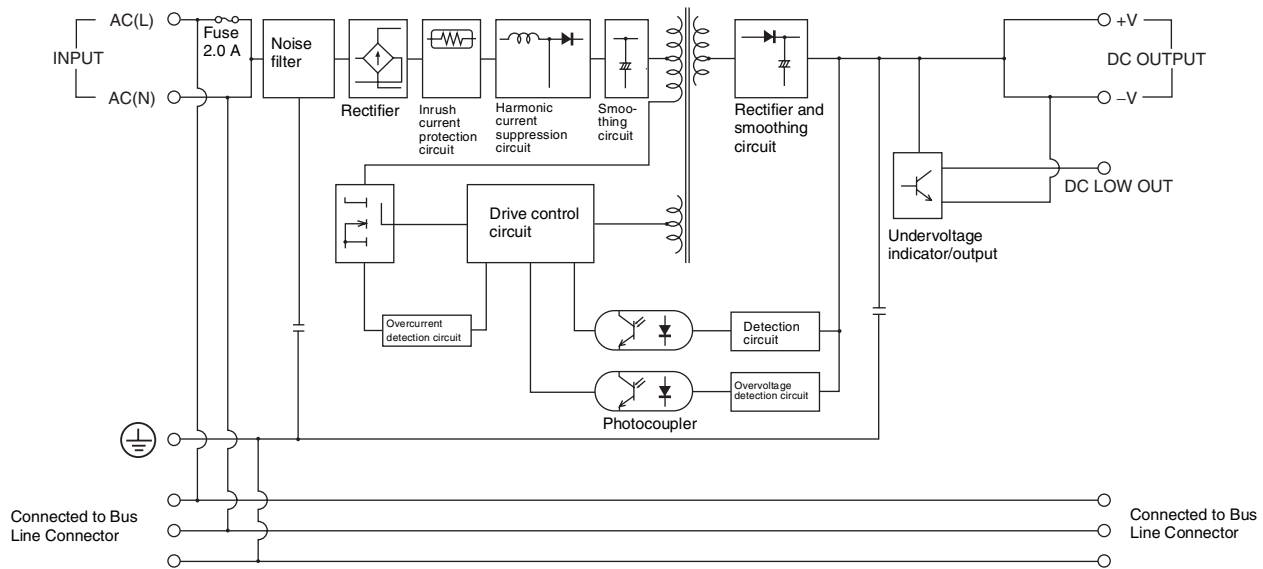 AC(L)
INPUT
AC(N)
Fuse
2.0 A
Noise
filter
Rectifier
Inrush
current
protection
circuit
Harmonic
current
suppression
circuit
Smoo-
thing
circuit
Rectifier and
smoothing
circuit
+V
DC OUTPUT
–V
DC LOW OUT
Undervoltage
indicator/output
Drive control
circuit
Overcurrent
detection circuit
Detection
circuit
Overvoltage
detection circuit
Photocoupler
Connected to Bus
Line Connector
Connected to Bus
Line Connector